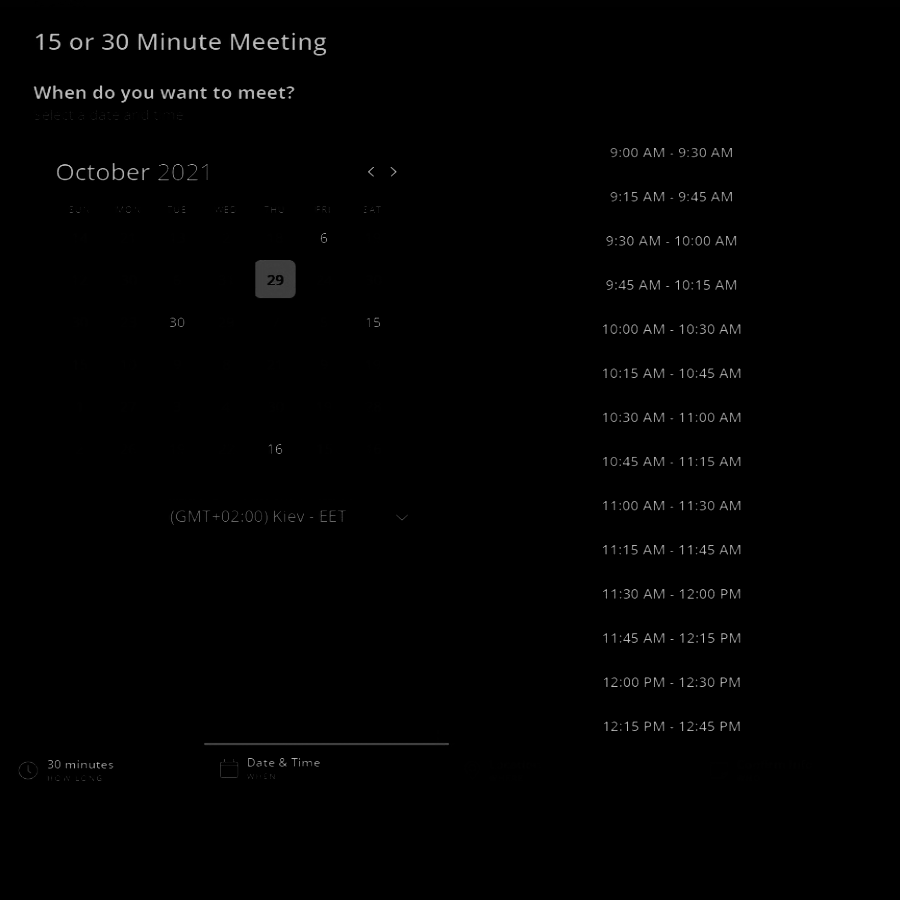 15 or 30 Minute Meeting
When do you want to meet?
Select a date and time
October 2021
SUN MON TUE WED THU FRI SAT
6
29
30 15
16
(GMT+02:00) Kiev - EET
9:00 AM - 9:30 AM
9:15 AM - 9:45 AM
9:30 AM - 10:00 AM
9:45 AM - 10:15 AM
10:00 AM - 10:30 AM
10:15 AM - 10:45 AM
10:30 AM - 11:00 AM
10:45 AM - 11:15 AM
11:00 AM - 11:30 AM
11:15 AM - 11:45 AM
11:30 AM - 12:00 PM
11:45 AM - 12:15 PM
12:00 PM - 12:30 PM
12:15 PM - 12:45 PM
30 minutes
HOW LONG
Date & Time
WHEN